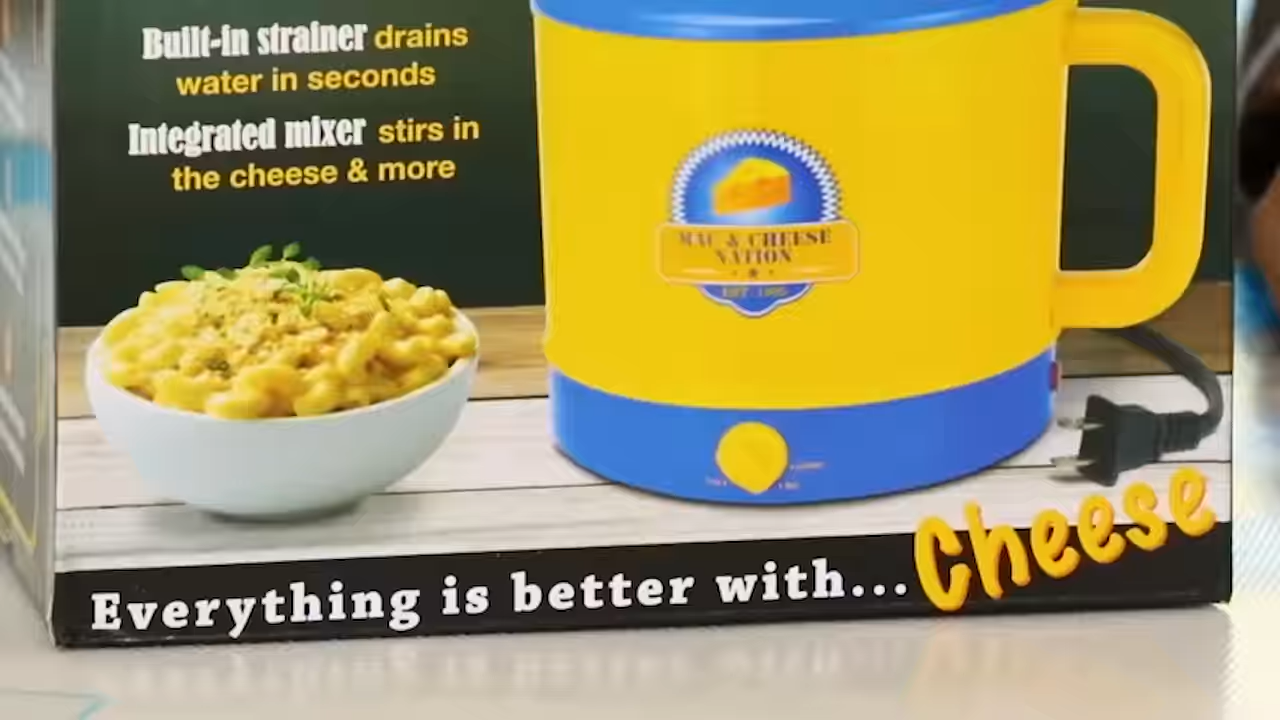 Built-in strainer drains
water in seconds
Integrated mixer stirs in
the cheese & more
MAC & CHEESE
NATION
Everything is better with... Cheese